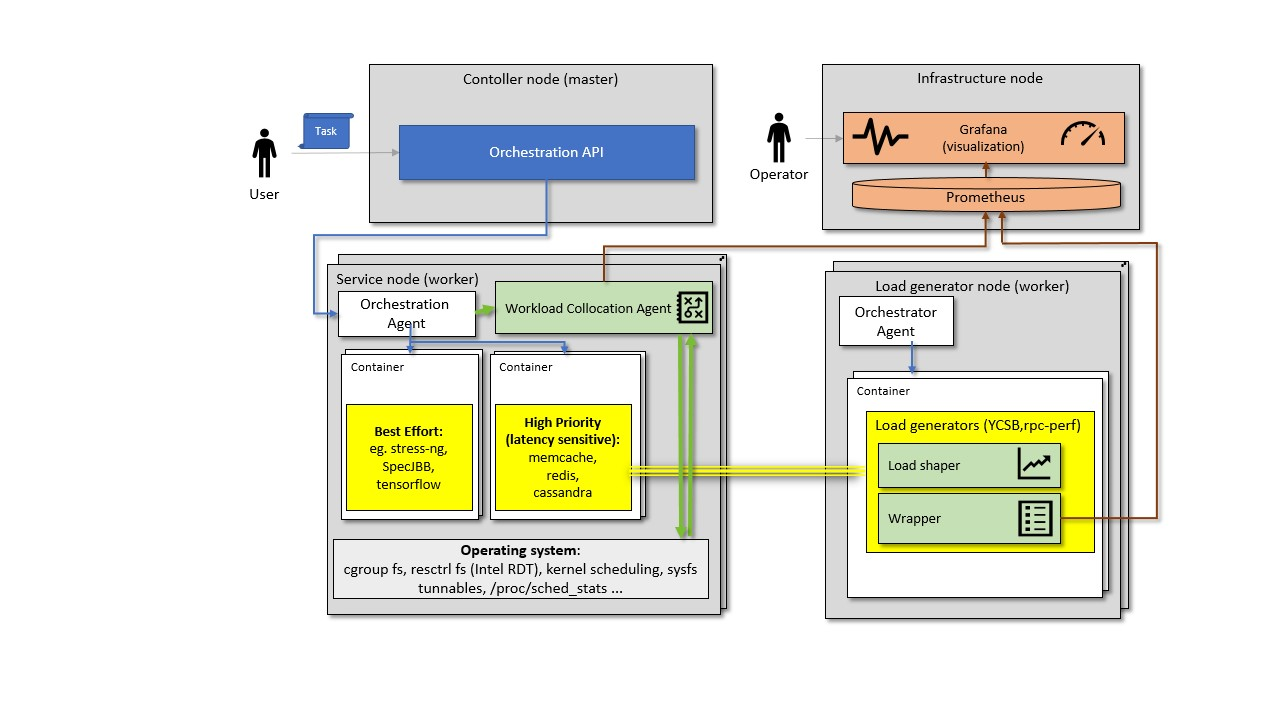 Contoller node (master)
Task
Orchestration API
User
Infrastructure node
Grafana
(visualization)
Operator
Prometheus
Service node (worker)
Orchestration
Agent
Workload Collocation Agent
Container
Best Effort:
eg. stress-ng,
SpecJBB,
tensorflow
Container
High Priority
(latency sensitive):
memcache,
redis,
cassandra
Operating system:
cgroup fs, resctrl fs (Intel RDT), kernel scheduling, sysfs
tunnables, /proc/sched_stats ...
Load generator node (worker)
Orchestrator
Agent
Container
Load generators (YCSB,rpc-perf)
Load shaper
Wrapper